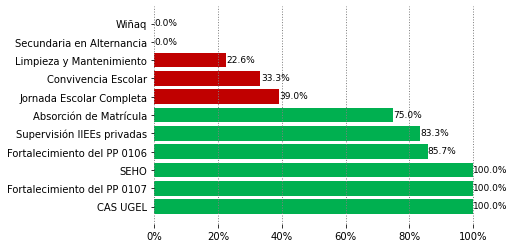 Wiñaq 0.0%
Secundaria en Alternancia 0.0%
Limpieza y Mantenimiento 22.6%
Convivencia Escolar 33.3%
Jornada Escolar Completa 39.0%
Absorción de Matrícula 75.0%
Supervisión IIEEs privadas 83.3%
Fortalecimiento del PP 0106 85.7%
SEHO 100.0%
Fortalecimiento del PP 0107 100.0%
CAS UGEL 100.0%
0% 20% 40% 60% 80% 100%